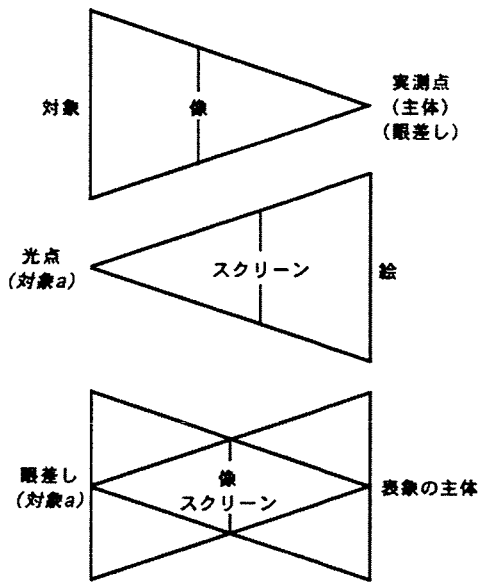 対象
像
実測点
(主体)
(眼差し)
光点
(対象a)
スクリーン
絵
眼差し
(対象a)
像
スクリーン
表象の主体